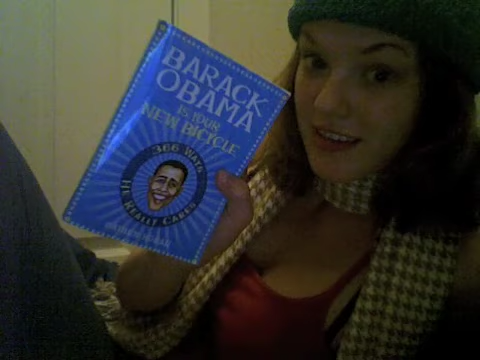 BARACK
OBAMA
IS YOUR
NEW BICYCLE
366 WAYS
HE REALLY CARES